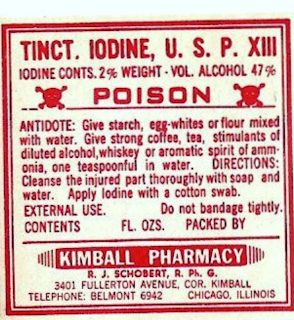 TINCT. IODINE, U. S. P. XIII
IODINE CONTS. 2% WEIGHT - VOL. ALCOHOL 47%
POISON
ANTIDOTE: Give starch, egg-whites or flour mixed
with water. Give strong coffee, tea, stimulants of
diluted alcohol, whiskey or aromatic spirit of amm-
onia, one teaspoonful in water. DIRECTIONS:
Cleanse the injured part thoroughly with soap and
water. Apply Iodine with a cotton swab.
EXTERNAL USE. Do not bandage tightly.
CONTENTS FL. OZS. PACKED BY
KIMBALL PHARMACY
R. J. SCHOBERT, R. Ph. G.
3401 FULLERTON AVENUE, COR. KIMBALL
TELEPHONE: BELMONT 6942 CHICAGO, ILLINOIS